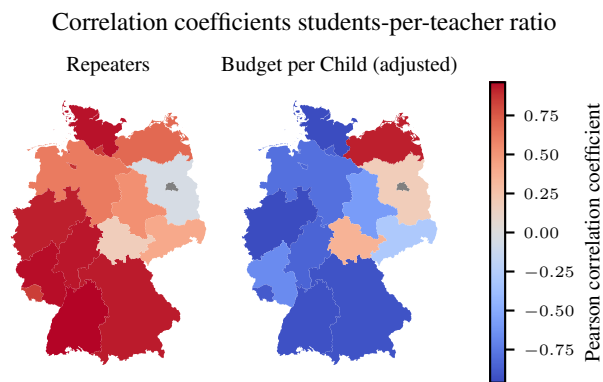 Correlation coefficients students-per-teacher ratio
Repeaters
Budget per Child (adjusted)
0.75
0.50
0.25
0.00
−0.25
−0.50
−0.75
Pearson correlation coefficient